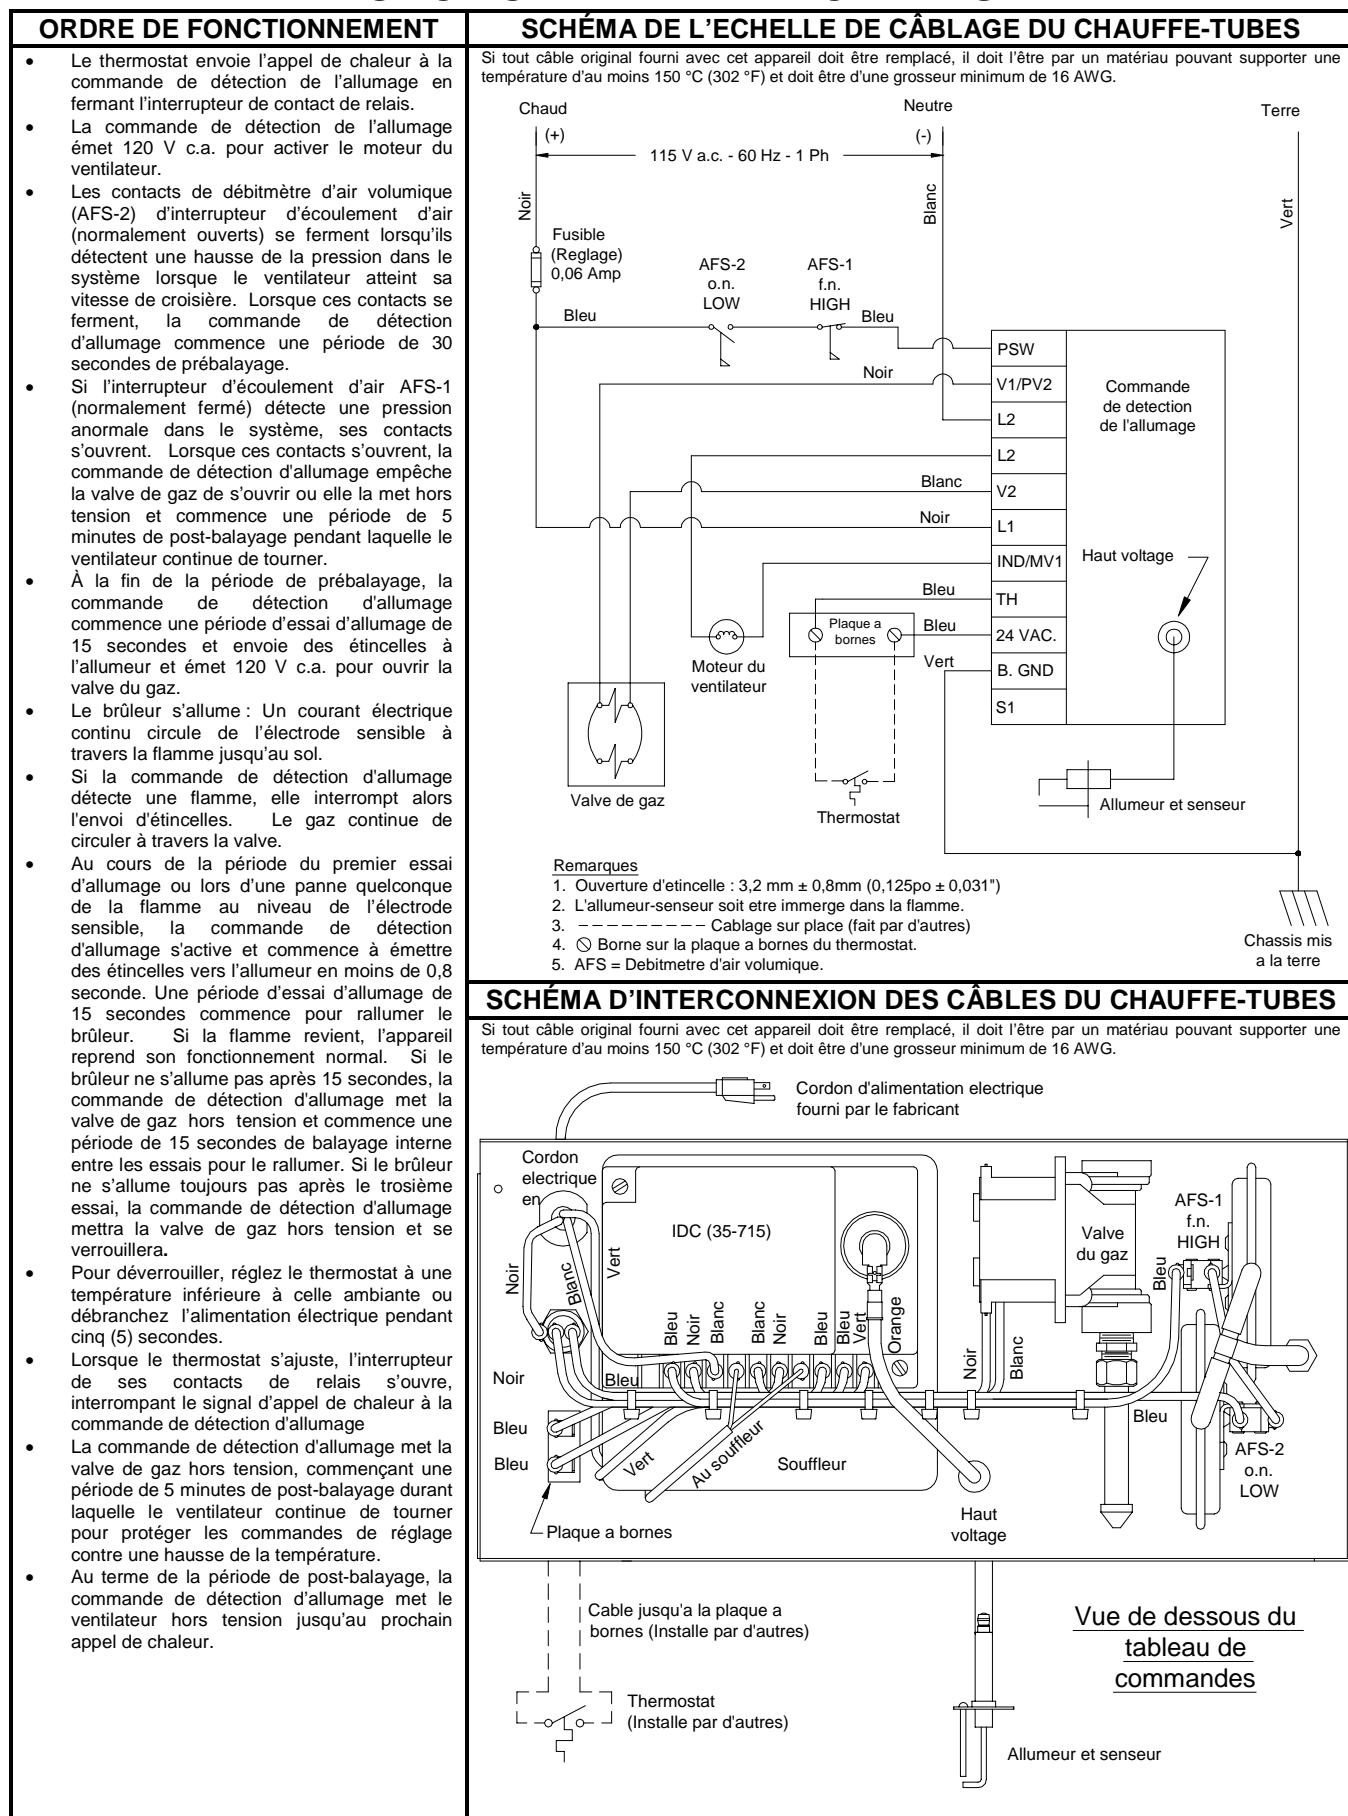 ORDRE DE FONCTIONNEMENT
• Le thermostat envoie l'appel de chaleur à la
commande de détection de l'allumage en
fermant l'interrupteur de contact de relais.
• La commande de détection de l'allumage
émet 120 V c.a. pour activer le moteur du
ventilateur.
• Les contacts de débitmètre d'air volumique
(AFS-2) d'interrupteur d'écoulement d'air
(normalement ouverts) se ferment lorsqu'ils
détectent une hausse de la pression dans le
système lorsque le ventilateur atteint sa
vitesse de croisière. Lorsque ces contacts se
ferment, la commande de détection
d'allumage commence une période de 30
secondes de prébalayage.
• Si l'interrupteur d'écoulement d'air AFS-1
(normalement fermé) détecte une pression
anormale dans le système, ses contacts
s'ouvrent. Lorsque ces contacts s'ouvrent, la
commande de détection d'allumage empêche
la valve de gaz de s'ouvrir ou elle la met hors
tension et commence une période de 5
minutes de post-balayage pendant laquelle le
ventilateur continue de tourner.
• À la fin de la période de prébalayage, la
commande de détection d'allumage
commence une période d'essai d'allumage de
15 secondes et envoie des étincelles à
l'allumeur et émet 120 V c.a. pour ouvrir la
valve du gaz.
• Le brûleur s'allume : Un courant électrique
continu circule de l'électrode sensible à
travers la flamme jusqu'au sol.
• Si la commande de détection d'allumage
détecte une flamme, elle interrompt alors
l'envoi d'étincelles. Le gaz continue de
circuler à travers la valve.
• Au cours de la période du premier essai
d'allumage ou lors d'une panne quelconque
de la flamme au niveau de l'électrode
sensible, la commande de détection
d'allumage s'active et commence à émettre
des étincelles vers l'allumeur en moins de 0,8
seconde. Une période d'essai d'allumage de
15 secondes commence pour rallumer le
brûleur. Si la flamme revient, l'appareil
reprend son fonctionnement normal. Si le
brûleur ne s'allume pas après 15 secondes, la
commande de détection d'allumage met la
valve de gaz hors tension et commence une
période de 15 secondes de balayage interne
entre les essais pour le rallumer. Si le brûleur
ne s'allume toujours pas après le trosième
essai, la commande de détection d'allumage
mettra la valve de gaz hors tension et se
verrouillera.
• Pour déverrouiller, réglez le thermostat à une
température inférieure à celle ambiante ou
débranchez l'alimentation électrique pendant
cinq (5) secondes.
• Lorsque le thermostat s'ajuste, l'interrupteur
de ses contacts de relais s'ouvre,
interrompant le signal d'appel de chaleur à la
commande de détection d'allumage
• La commande de détection d'allumage met la
valve de gaz hors tension, commençant une
période de 5 minutes de post-balayage durant
laquelle le ventilateur continue de tourner
pour protéger les commandes de réglage
contre une hausse de la température.
• Au terme de la période de post-balayage, la
commande de détection d'allumage met le
ventilateur hors tension jusqu'au prochain
appel de chaleur.
SCHÉMA DE L'ECHELLE DE CÂBLAGE DU CHAUFFE-TUBES
Si tout câble original fourni avec cet appareil doit être remplacé, il doit l'être par un matériau pouvant supporter une
température d'au moins 150 °C (302 °F) et doit être d'une grosseur minimum de 16 AWG.
Chaud
Neutre
Terre
(+)
(-)
115 V a.c. - 60 Hz - 1 Ph
Noir
Blanc
Vert
Fusible
(Reglage)
0,06 Amp
AFS-2
o.n.
LOW
AFS-1
f.n.
HIGH
Bleu
Bleu
PSW
Noir
V1/PV2
Commande
de detection
de l'allumage
L2
L2
Blanc
V2
Noir
L1
IND/MV1
Haut voltage
Bleu
TH
Plaque a
bornes
Bleu
24 VAC.
Vert
B. GND
S1
Moteur du
ventilateur
Valve de gaz
Thermostat
Allumeur et senseur
Remarques
1. Ouverture d'etincelle : 3,2 mm ± 0,8mm (0,125po ± 0,031")
2. L'allumeur-senseur soit etre immerge dans la flamme.
3. --------- Cablage sur place (fait par d'autres)
4. ⦸ Borne sur la plaque a bornes du thermostat.
5. AFS = Debitmetre d'air volumique.
Chassis mis
a la terre
SCHÉMA D'INTERCONNEXION DES CÂBLES DU CHAUFFE-TUBES
Si tout câble original fourni avec cet appareil doit être remplacé, il doit l'être par un matériau pouvant supporter une
température d'au moins 150 °C (302 °F) et doit être d'une grosseur minimum de 16 AWG.
Cordon d'alimentation electrique
fourni par le fabricant
Cordon
electrique
en
IDC (35-715)
Valve
du gaz
AFS-1
f.n.
HIGH
Noir
Blanc
Vert
Bleu
Noir
Blanc
Blanc
Noir
Bleu
Bleu
Vert
Orange
Noir
Blanc
Bleu
Noir
Bleu
Bleu
Bleu
Bleu
Vert
Au souffleur
Souffleur
AFS-2
o.n.
LOW
Plaque a bornes
Haut
voltage
Cable jusqu'a la plaque a
bornes (Installe par d'autres)
Vue de dessous du
tableau de
commandes
Thermostat
(Installe par d'autres)
Allumeur et senseur